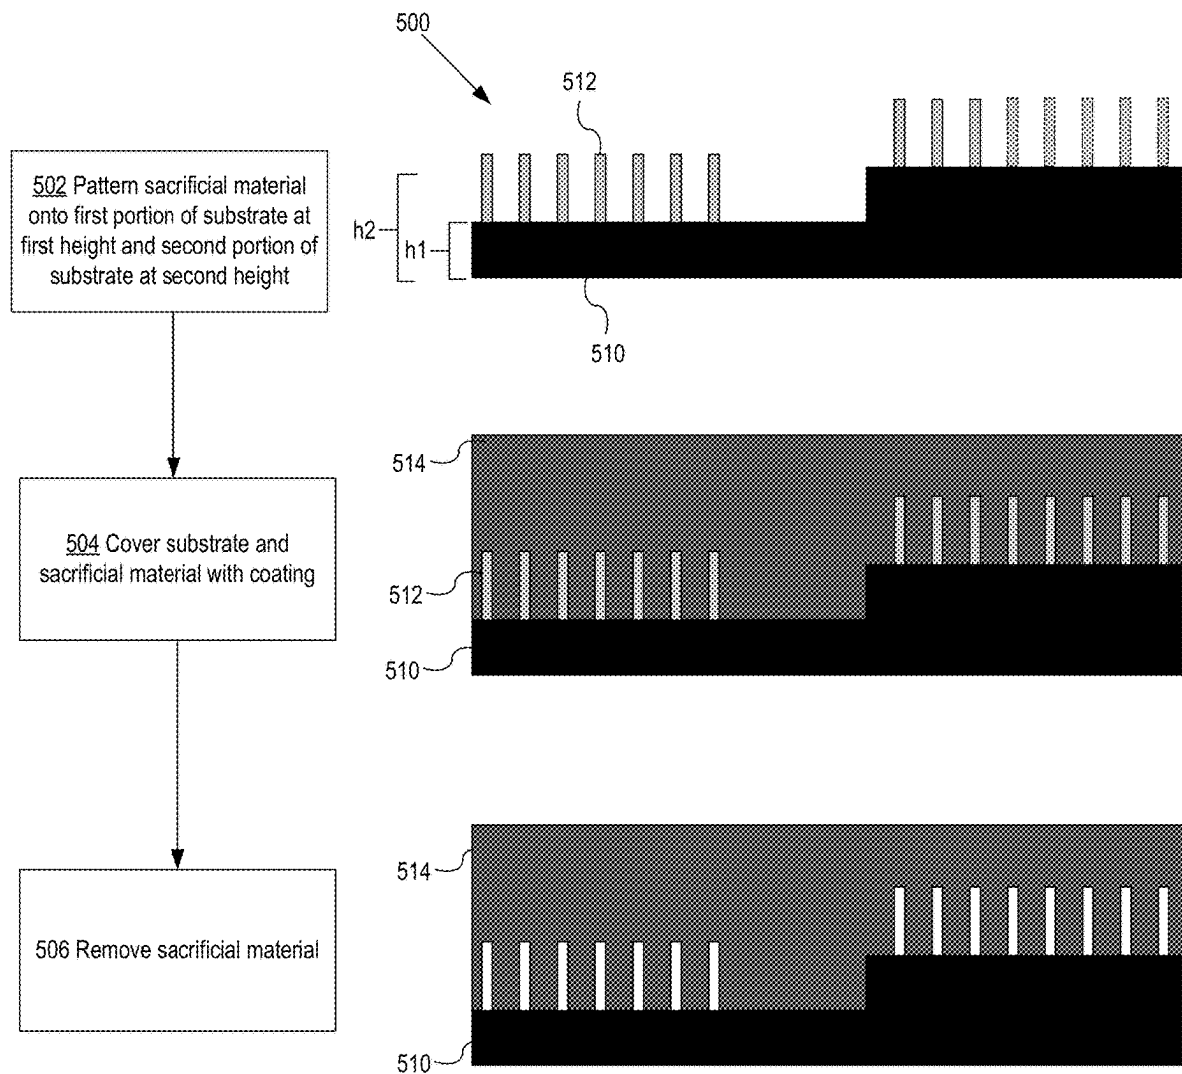 500
512
502 Pattern sacrificial material
onto first portion of substrate at
first height and second portion of
substrate at second height
h2
h1
510
514
504 Cover substrate and
sacrificial material with coating
512
510
514
506 Remove sacrificial material
510